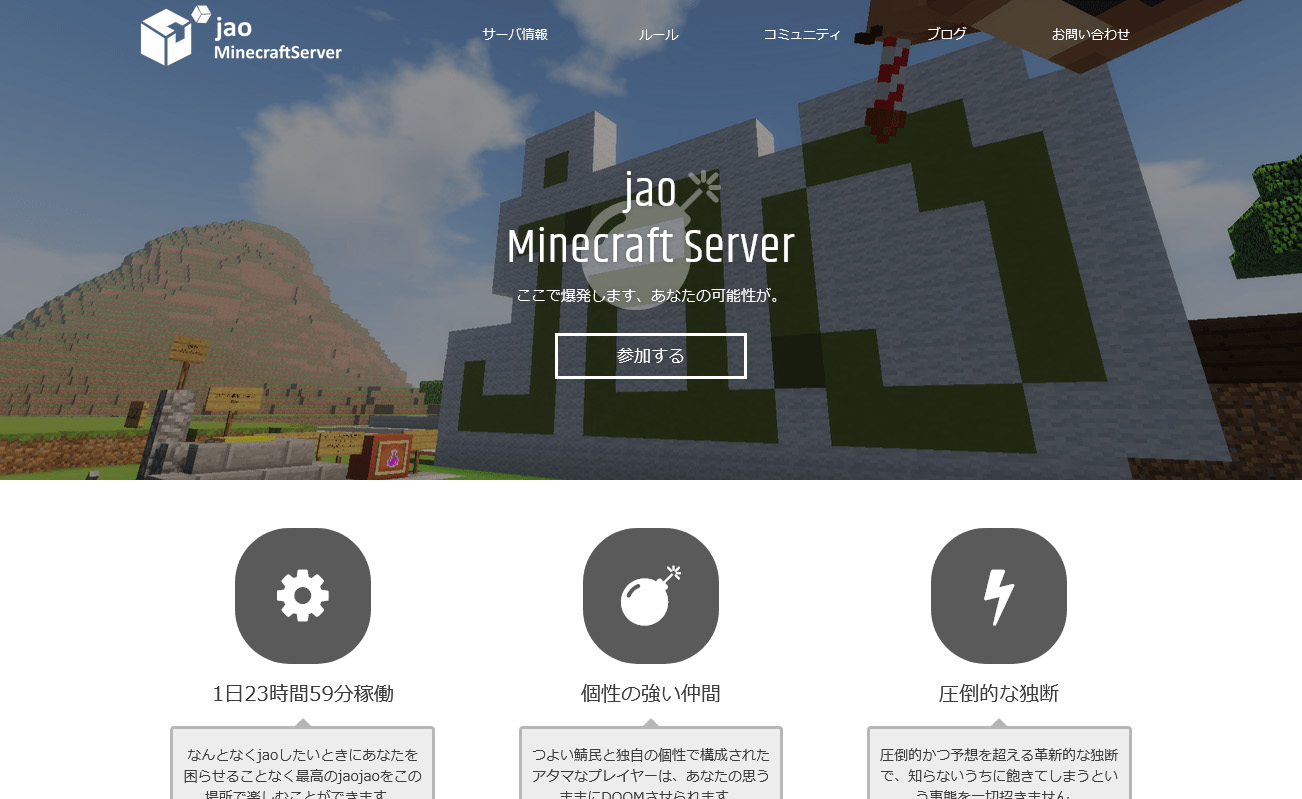 jao
MinecraftServer
サーバ情報
ルール
コミュニティ
ブログ
お問い合わせ
jao
Minecraft Server
ここで爆発します、あなたの可能性が。
参加する
1日23時間59分稼働
個性の強い仲間
圧倒的な独断
なんとなくjaoしたいときにあなたを
困らせることなく最高のjaojaoをこの
場所で楽しむことができます。
つよい鯖民と独自の個性で構成された
アタマなプレイヤーは、あなたの思う
ままにDOOMさせられます。
圧倒的かつ予想を超える革新的な独断
で、知らないうちに飽きてしまうとい
う事態を一切招きません。